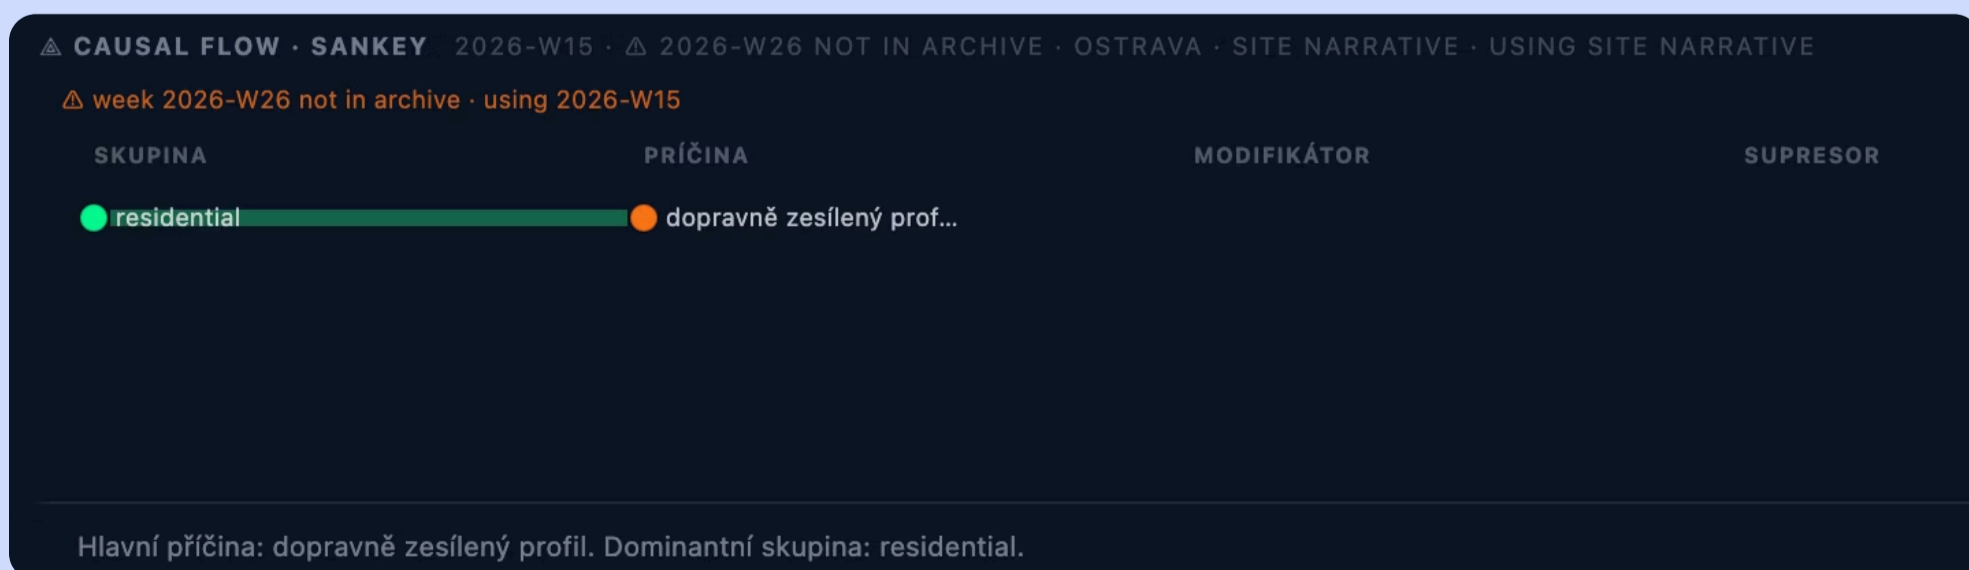 ⚠ CAUSAL FLOW · SANKEY 2026-W15 · ⚠ 2026-W26 NOT IN ARCHIVE · OSTRAVA · SITE NARRATIVE · USING SITE NARRATIVE
⚠ week 2026-W26 not in archive · using 2026-W15
SKUPINA PRÍČINA MODIFIKÁTOR SUPRESOR
residential dopravně zesílený prof...
Hlavní příčina: dopravně zesílený profil. Dominantní skupina: residential.